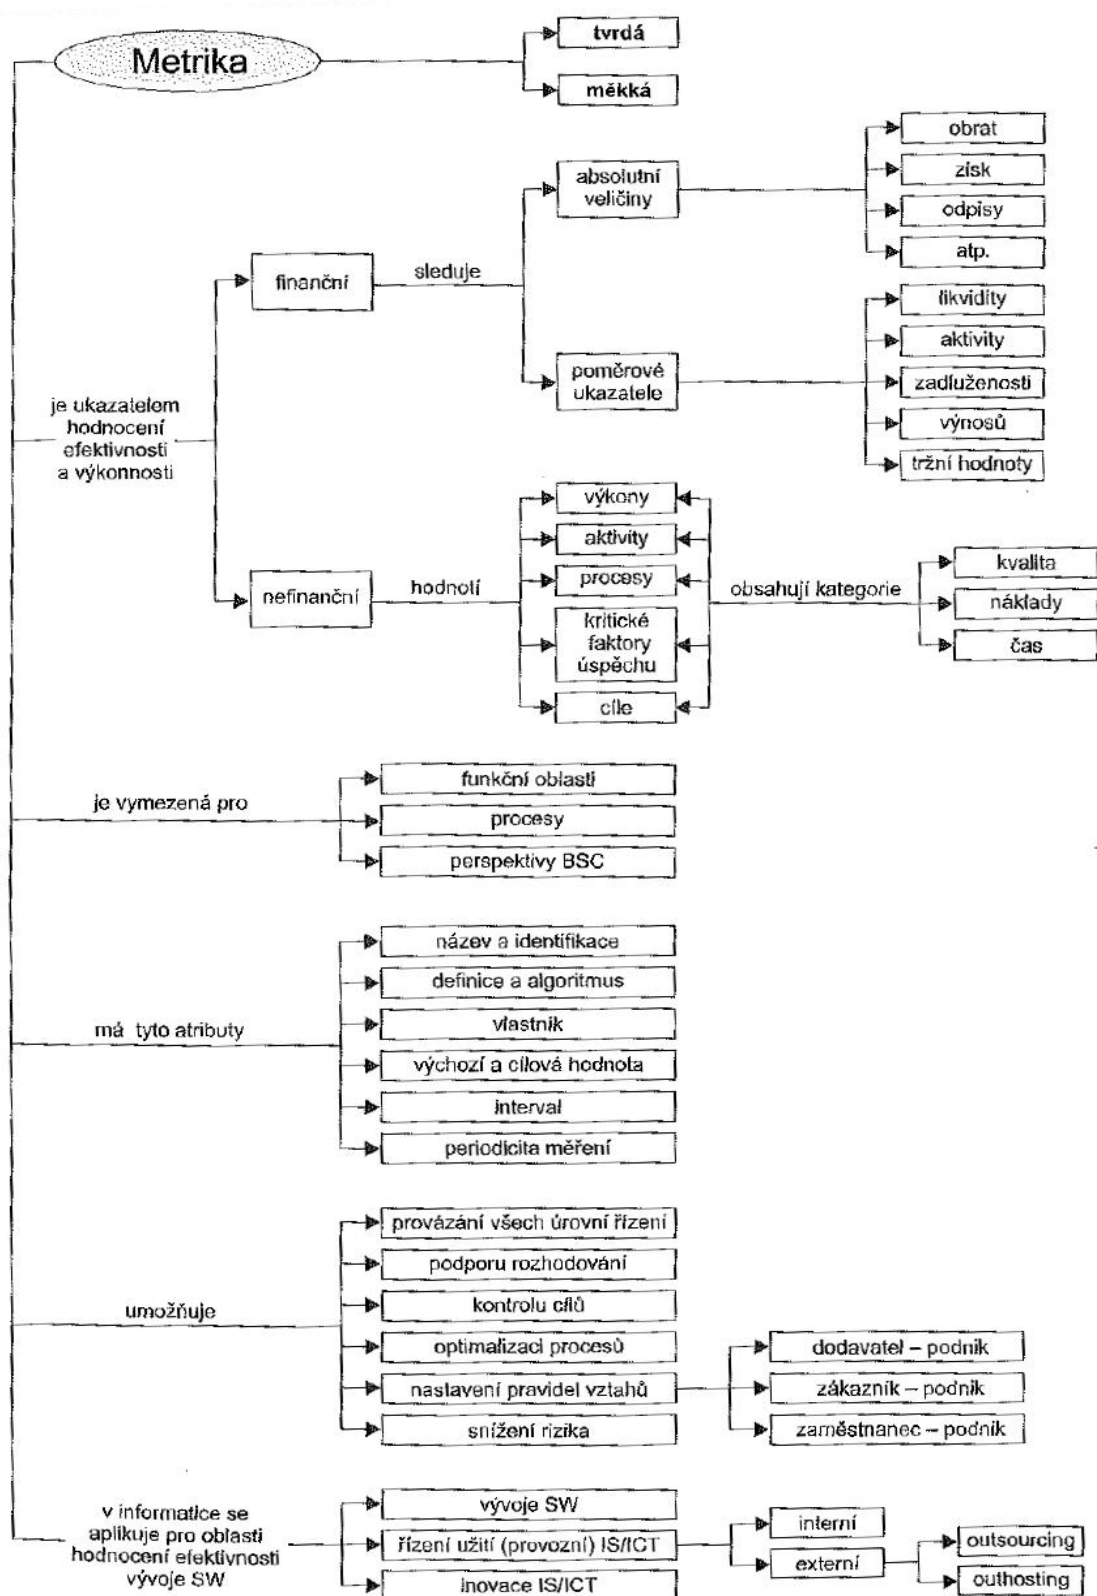 Metrika
tvrdá
měkká
je ukazatelem
hodnocení
efektivnosti
a výkonnosti
finanční
sleduje
absolutní
veličiny
obrat
zisk
odpisy
atp.
poměrové
ukazatele
likvidity
aktivity
zadluženosti
výnosů
tržní hodnoty
nefinanční
hodnotí
výkony
aktivity
procesy
kritické
faktory
úspěchu
cíle
obsahují kategorie
kvalita
náklady
čas
je vymezená pro
funkční oblasti
procesy
perspektivy BSC
má tyto atributy
název a identifikace
definice a algoritmus
vlastník
výchozí a cílová hodnota
interval
periodicita měření
umožňuje
provázání všech úrovní řízení
podporu rozhodování
kontrolu cílů
optimalizaci procesů
nastavení pravidel vztahů
dodavatel – podnik
zákazník – podnik
zaměstnanec – podnik
snížení rizika
v informatice se
aplikuje pro oblasti
hodnocení efektivnosti
vývoje SW
vývoje SW
řízení užití (provozní) IS/ICT
interní
externí
outsourcing
outhosting
Inovace IS/ICT